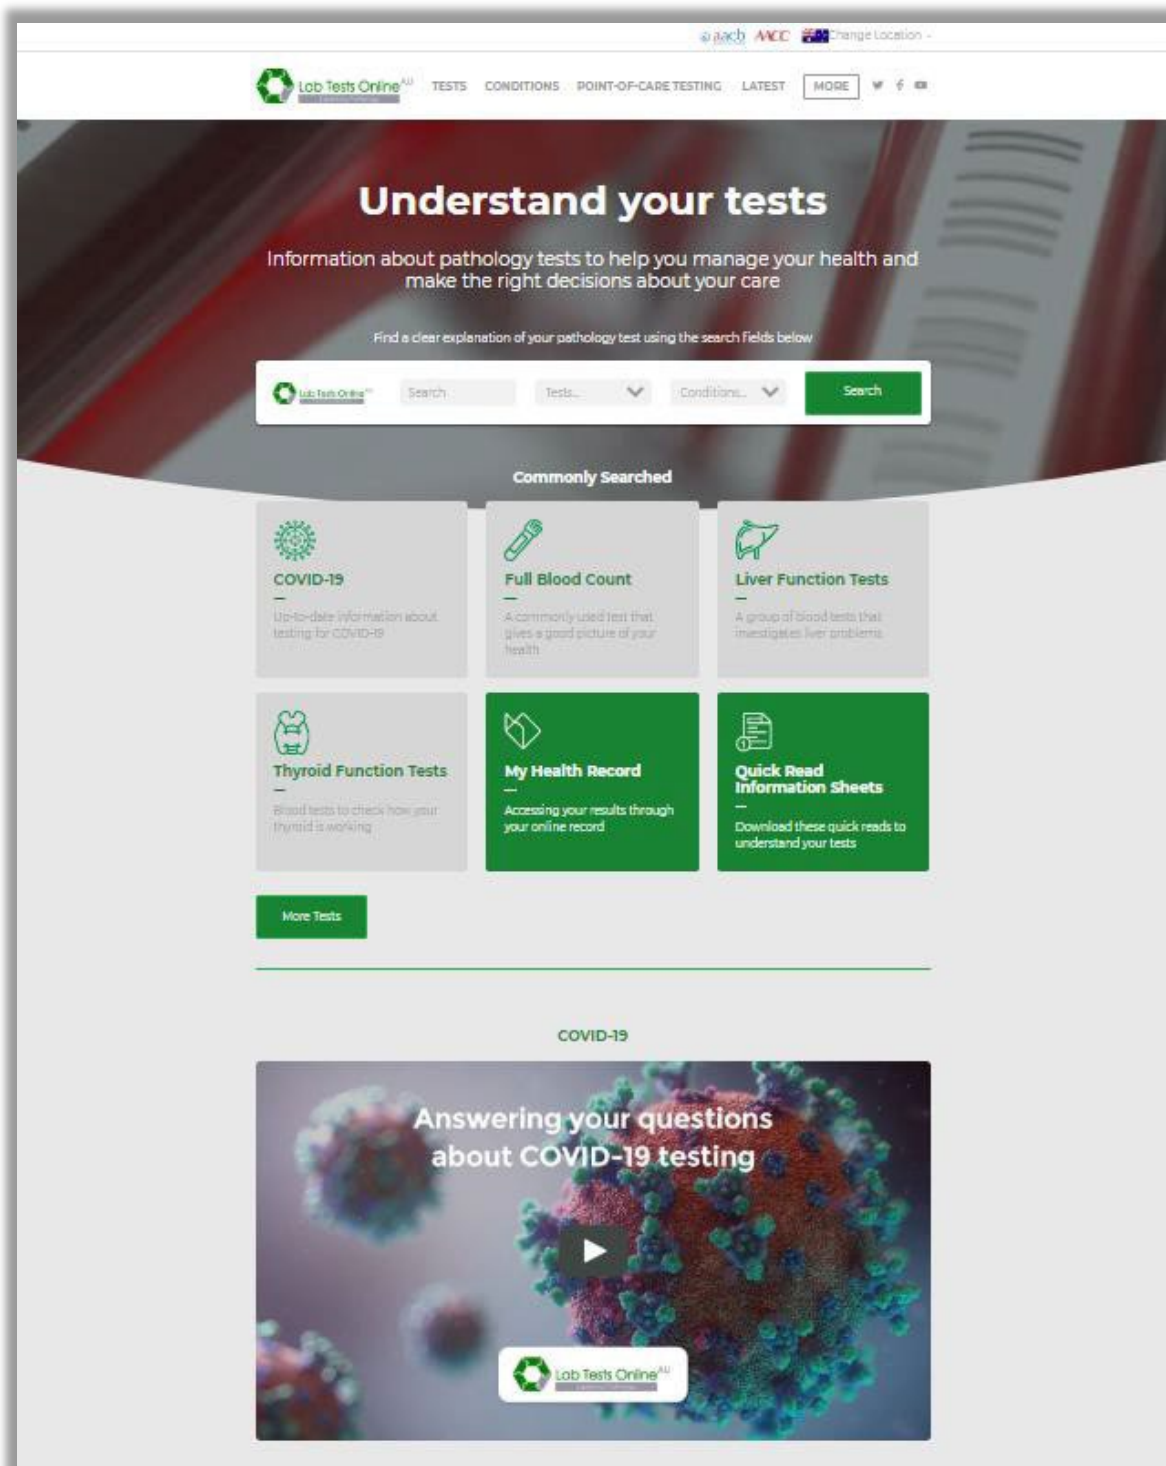 aacb AACC Change Location
Lab Tests Online AU TESTS CONDITIONS POINT-OF-CARE TESTING LATEST MORE
Understand your tests
Information about pathology tests to help you manage your health and
make the right decisions about your care
Find a clear explanation of your pathology test using the search fields below
Lab Tests Online AU Search Tests... Conditions... Search
Commonly Searched
COVID-19
Up-to-date information about
testing for COVID-19
Full Blood Count
A commonly used test that
gives a good picture of your
health
Liver Function Tests
A group of blood tests that
investigates liver problems
Thyroid Function Tests
Blood tests to check how your
thyroid is working
My Health Record
Accessing your results through
your online record
Quick Read
Information Sheets
Download these quick reads to
understand your tests
More Tests
COVID-19
Answering your questions
about COVID-19 testing
Lab Tests Online AU